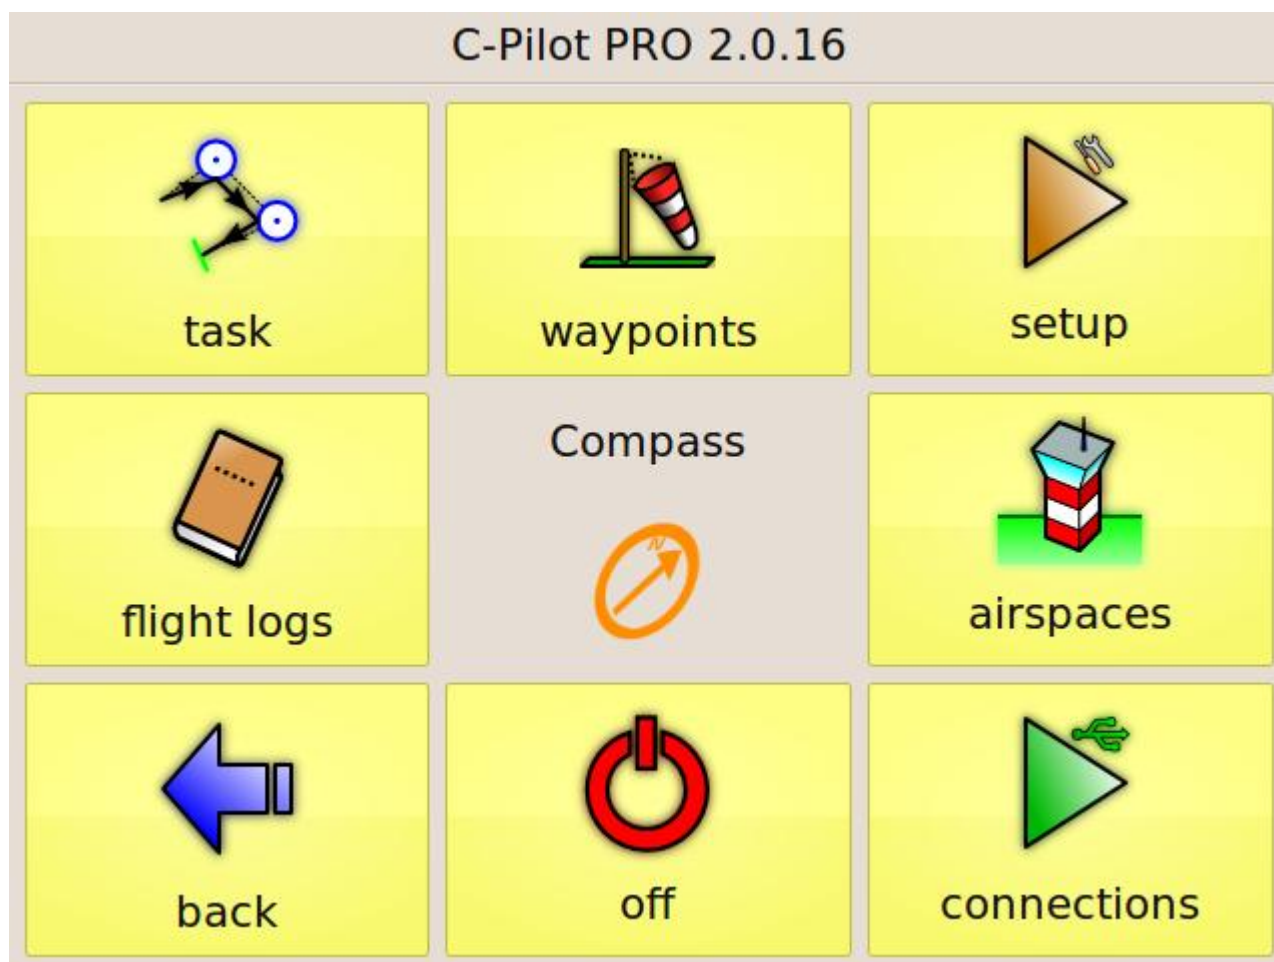 C-Pilot PRO 2.0.16
task
waypoints
setup
flight logs
Compass
N
airspaces
back
off
connections